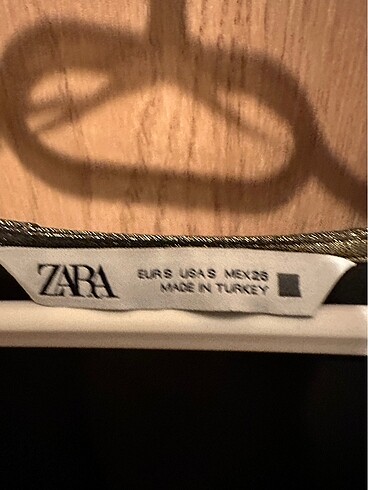 ZARA
EUR S USA S MEX 26
MADE IN TURKEY